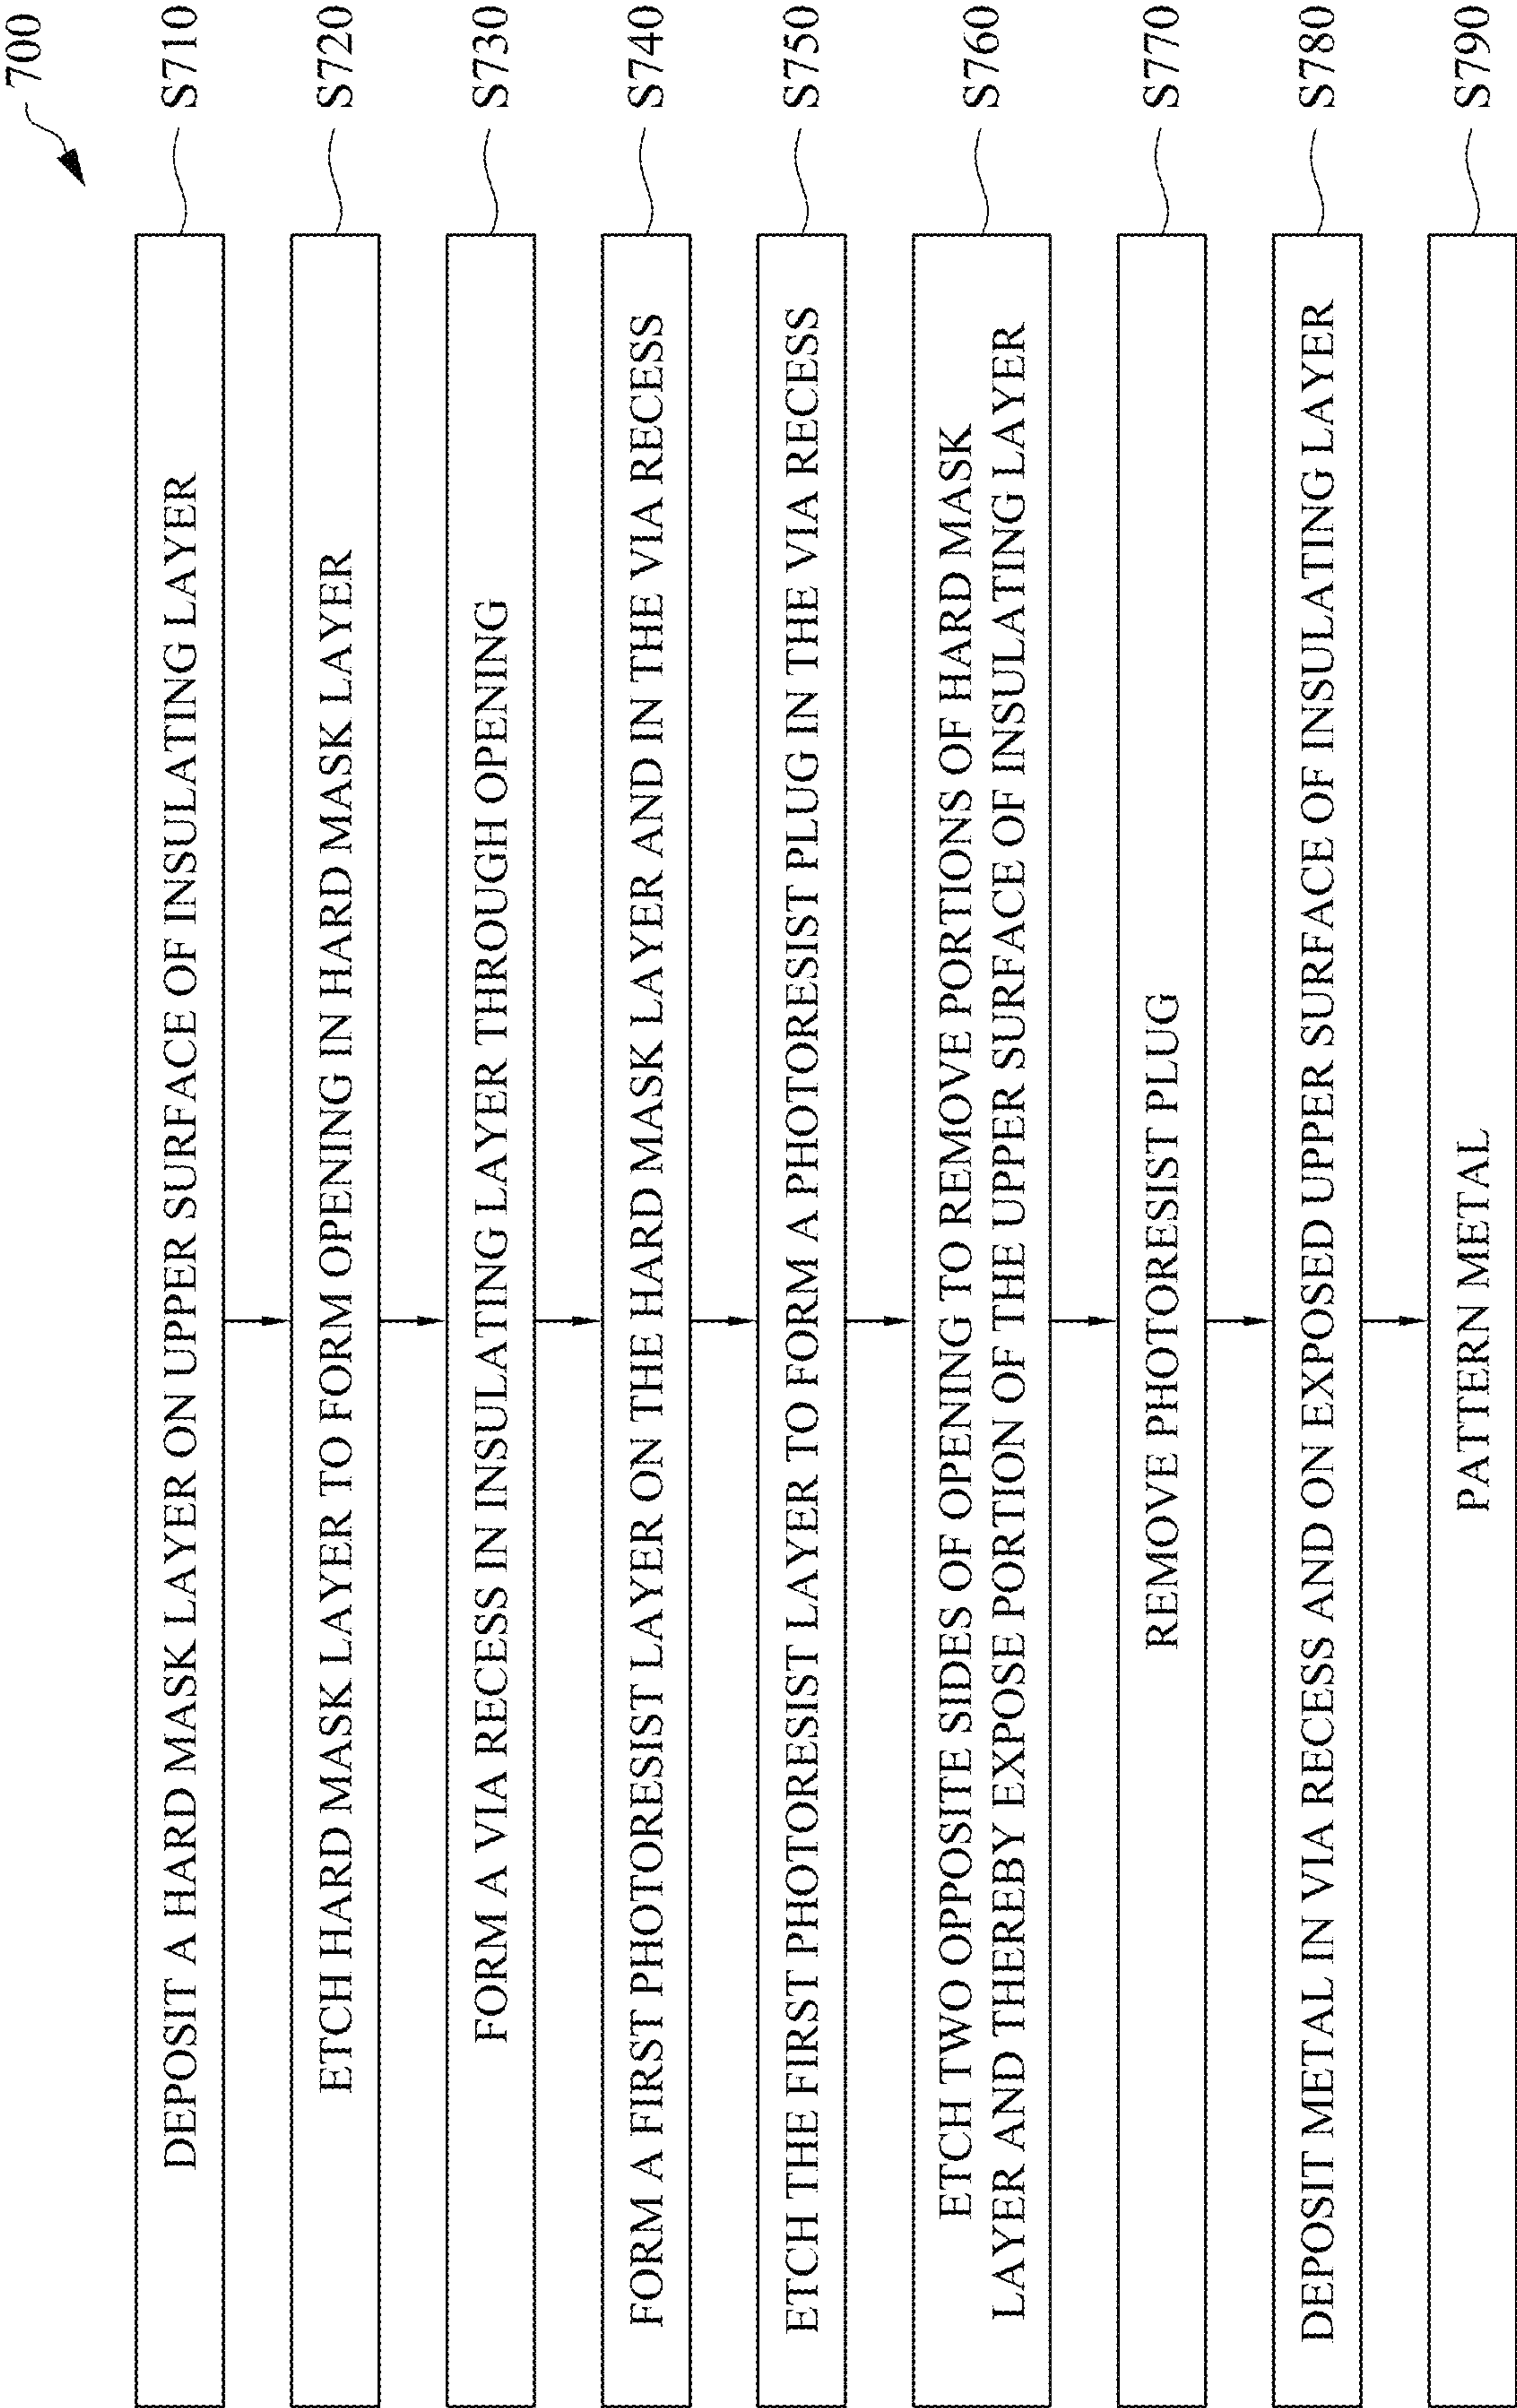 700
DEPOSIT A HARD MASK LAYER ON UPPER SURFACE OF INSULATING LAYER
S710
ETCH HARD MASK LAYER TO FORM OPENING IN HARD MASK LAYER
S720
FORM A VIA RECESS IN INSULATING LAYER THROUGH OPENING
S730
FORM A FIRST PHOTORESIST LAYER ON THE HARD MASK LAYER AND IN THE VIA RECESS
S740
ETCH THE FIRST PHOTORESIST LAYER TO FORM A PHOTORESIST PLUG IN THE VIA RECESS
S750
ETCH TWO OPPOSITE SIDES OF OPENING TO REMOVE PORTIONS OF HARD MASK
LAYER AND THEREBY EXPOSE PORTION OF THE UPPER SURFACE OF INSULATING LAYER
S760
REMOVE PHOTORESIST PLUG
S770
DEPOSIT METAL IN VIA RECESS AND ON EXPOSED UPPER SURFACE OF INSULATING LAYER
S780
PATTERN METAL
S790